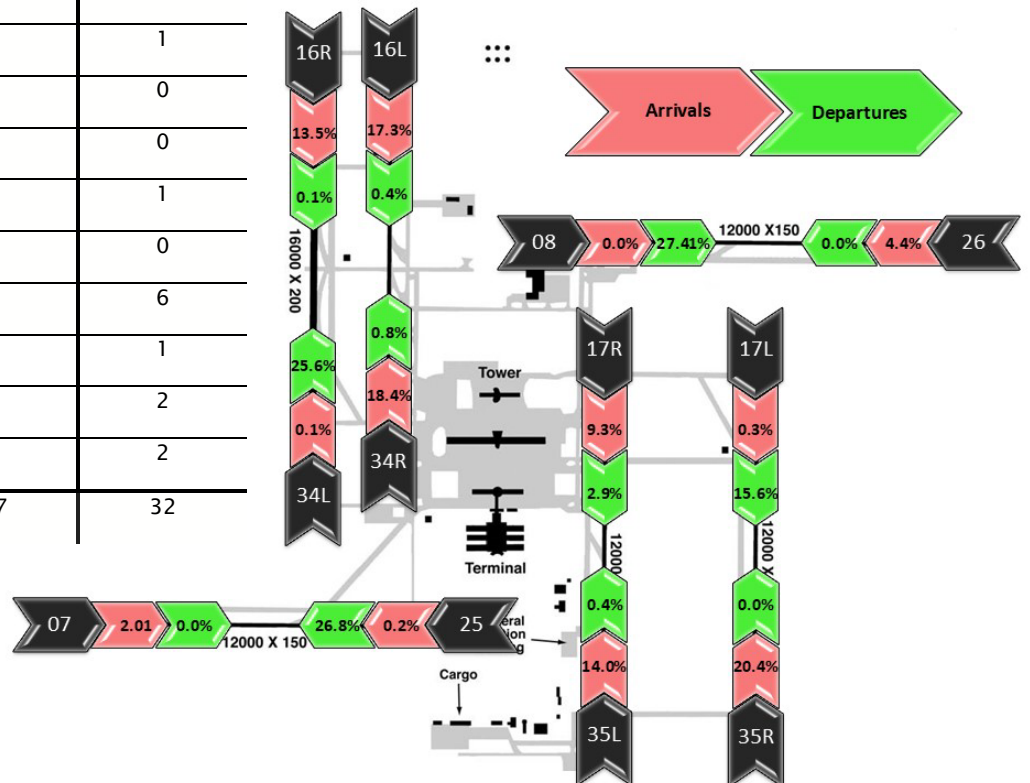 1
0
0
1
0
6
1
2
2
32
16R
16L
13.5%
17.3%
0.1%
0.4%
16000 X 200
25.6%
0.8%
0.1%
18.4%
34L
34R
Arrivals
Departures
08
0.0%
27.41%
12000 X150
0.0%
4.4%
26
Tower
Terminal
17R
17L
9.3%
0.3%
2.9%
15.6%
12000
12000 X
0.4%
0.0%
14.0%
20.4%
35L
35R
07
2.01
0.0%
12000 X 150
26.8%
0.2%
25
Cargo